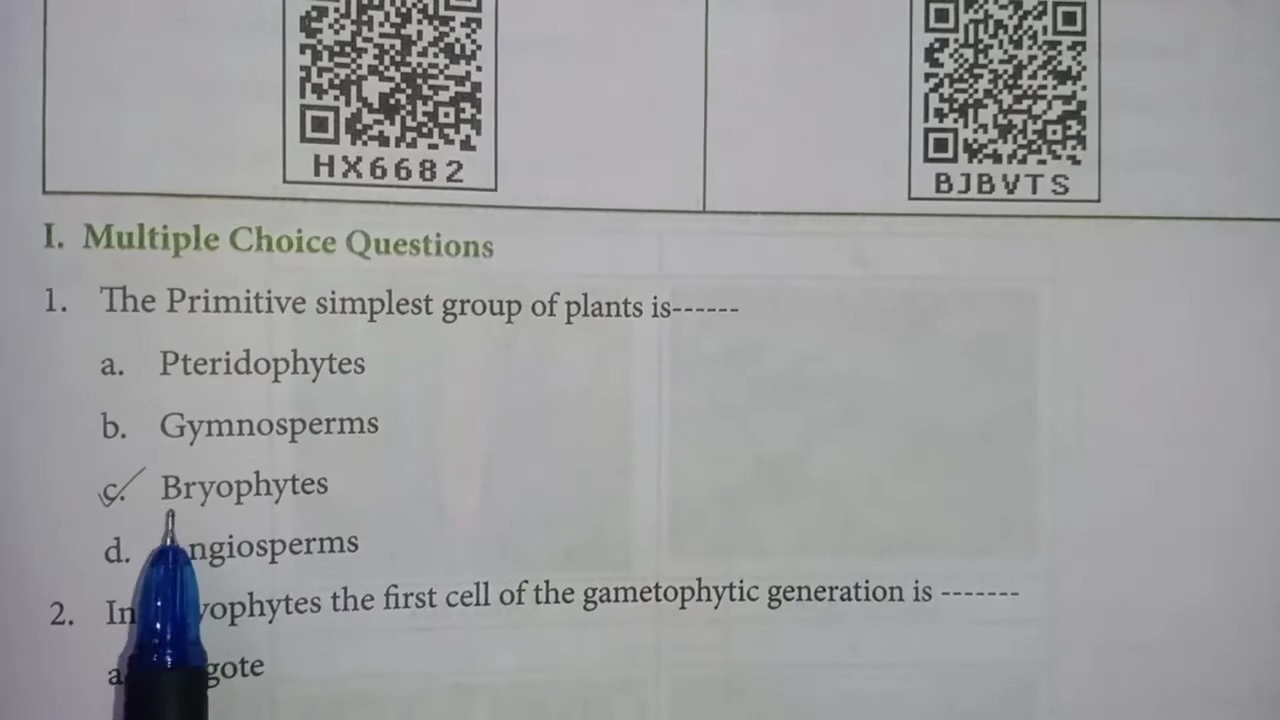 HX6682
BJBVTS
I. Multiple Choice Questions
1. The Primitive simplest group of plants is------
a. Pteridophytes
b. Gymnosperms
c. Bryophytes
d. ngiosperms
2. In yophytes the first cell of the gametophytic generation is -------
a gote